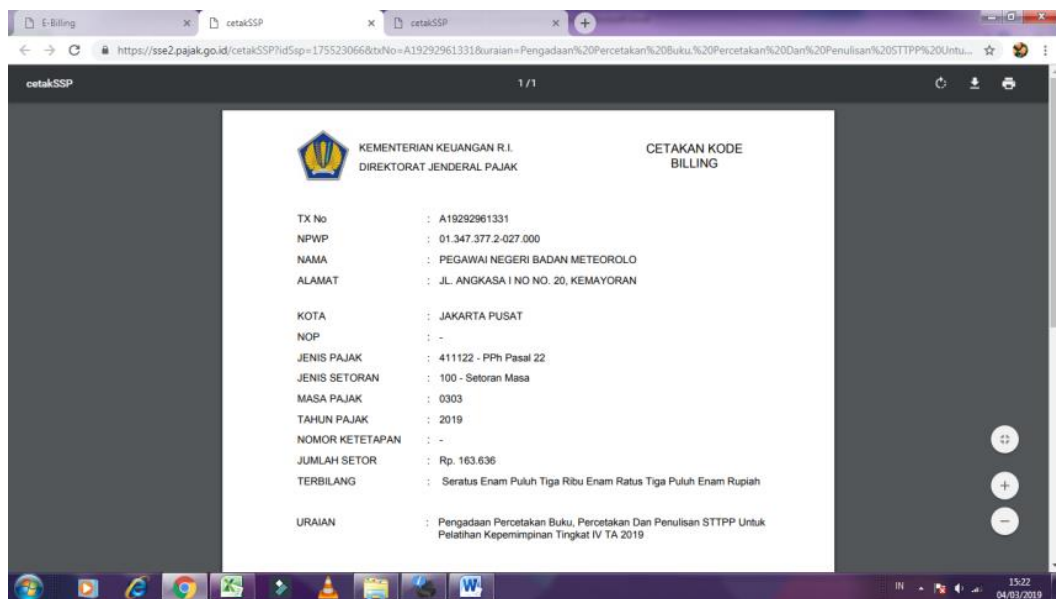 E-Billing
cetakSSP
cetakSSP
https://sse2.pajak.go.id/cetakSSP?idSsp=175523066&txNo=A19292961331&uraian=Pengadaan%20Percetakan%20Buku,%20Percetakan%20Dan%20Penulisan%20STTPP%20Untu...
cetakSSP
1/1
KEMENTERIAN KEUANGAN R.I.
DIREKTORAT JENDERAL PAJAK
CETAKAN KODE
BILLING
TX No : A19292961331
NPWP : 01.347.377.2-027.000
NAMA : PEGAWAI NEGERI BADAN METEOROLO
ALAMAT : JL. ANGKASA I NO NO. 20, KEMAYORAN
KOTA : JAKARTA PUSAT
NOP : -
JENIS PAJAK : 411122 - PPh Pasal 22
JENIS SETORAN : 100 - Setoran Masa
MASA PAJAK : 0303
TAHUN PAJAK : 2019
NOMOR KETETAPAN : -
JUMLAH SETOR : Rp. 163.636
TERBILANG : Seratus Enam Puluh Tiga Ribu Enam Ratus Tiga Puluh Enam Rupiah
URAIAN : Pengadaan Percetakan Buku, Percetakan Dan Penulisan STTPP Untuk
Pelatihan Kepemimpinan Tingkat IV TA 2019
IN
15:22
04/03/2019